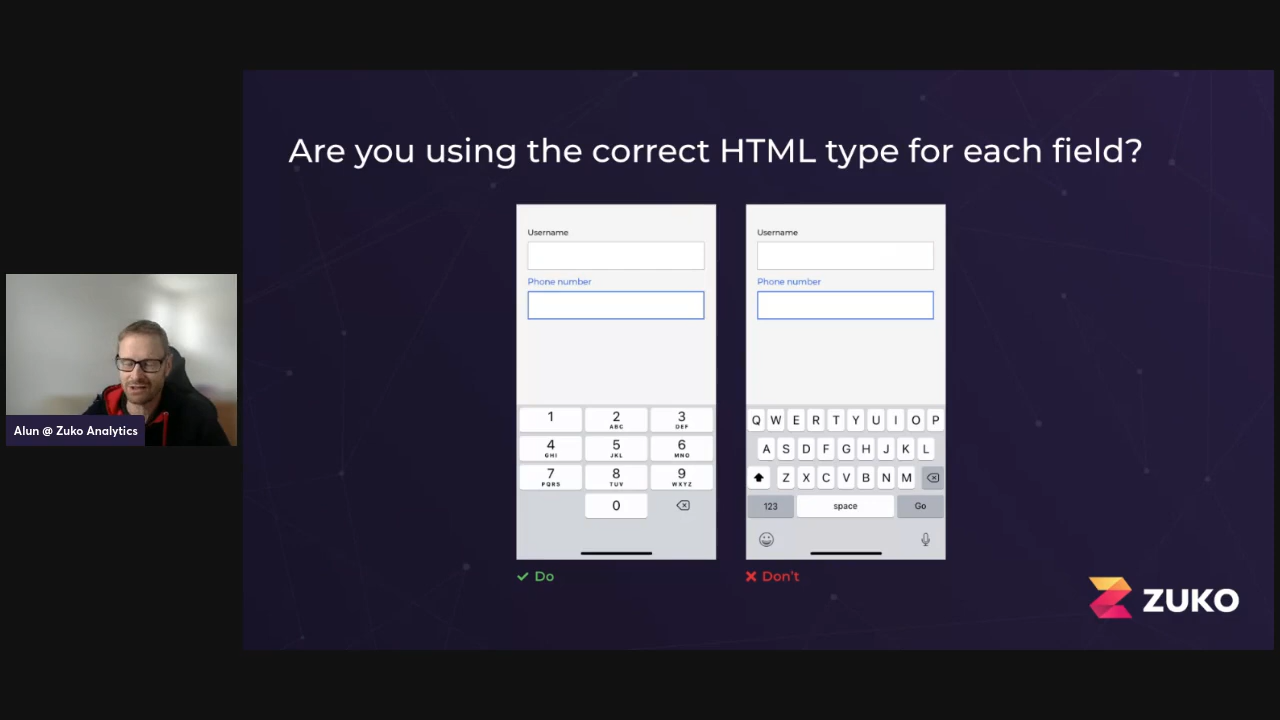 Are you using the correct HTML type for each field?
Username
Phone number
1 2 3
ABC DEF
4 5 6
GHI JKL MNO
7 8 9
PQRS TUV WXYZ
0
Do
Username
Phone number
Q W E R T Y U I O P
A S D F G H J K L
Z X C V B N M
123 space Go
Don't
Alun @ Zuko Analytics
ZUKO